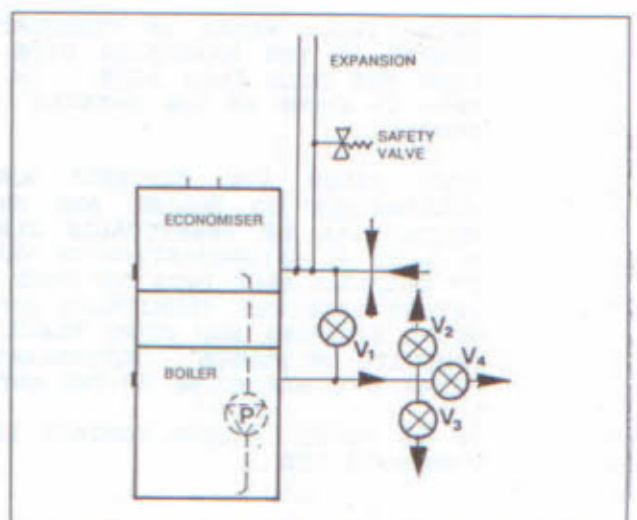 EXPANSION
SAFETY
VALVE
ECONOMISER
V1
V2
V4
BOILER
P
V3